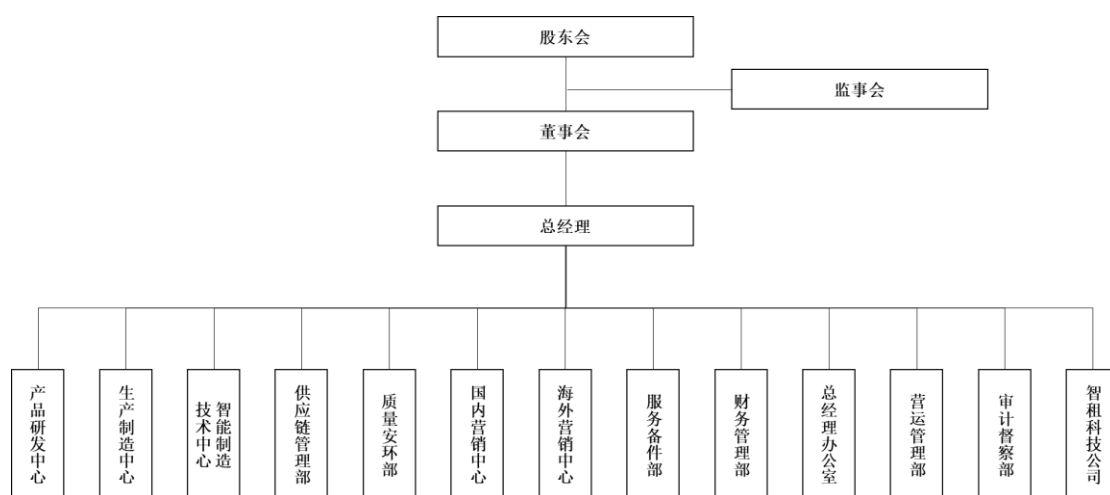 股东会
监事会
董事会
总经理
产品研发中心
生产制造中心
智能制造
技术中心
供应链管理部
质量安环部
国内营销中心
海外营销中心
服务备件部
财务管理部
总经理办公室
营运管理部
审计督察部
智租科技公司